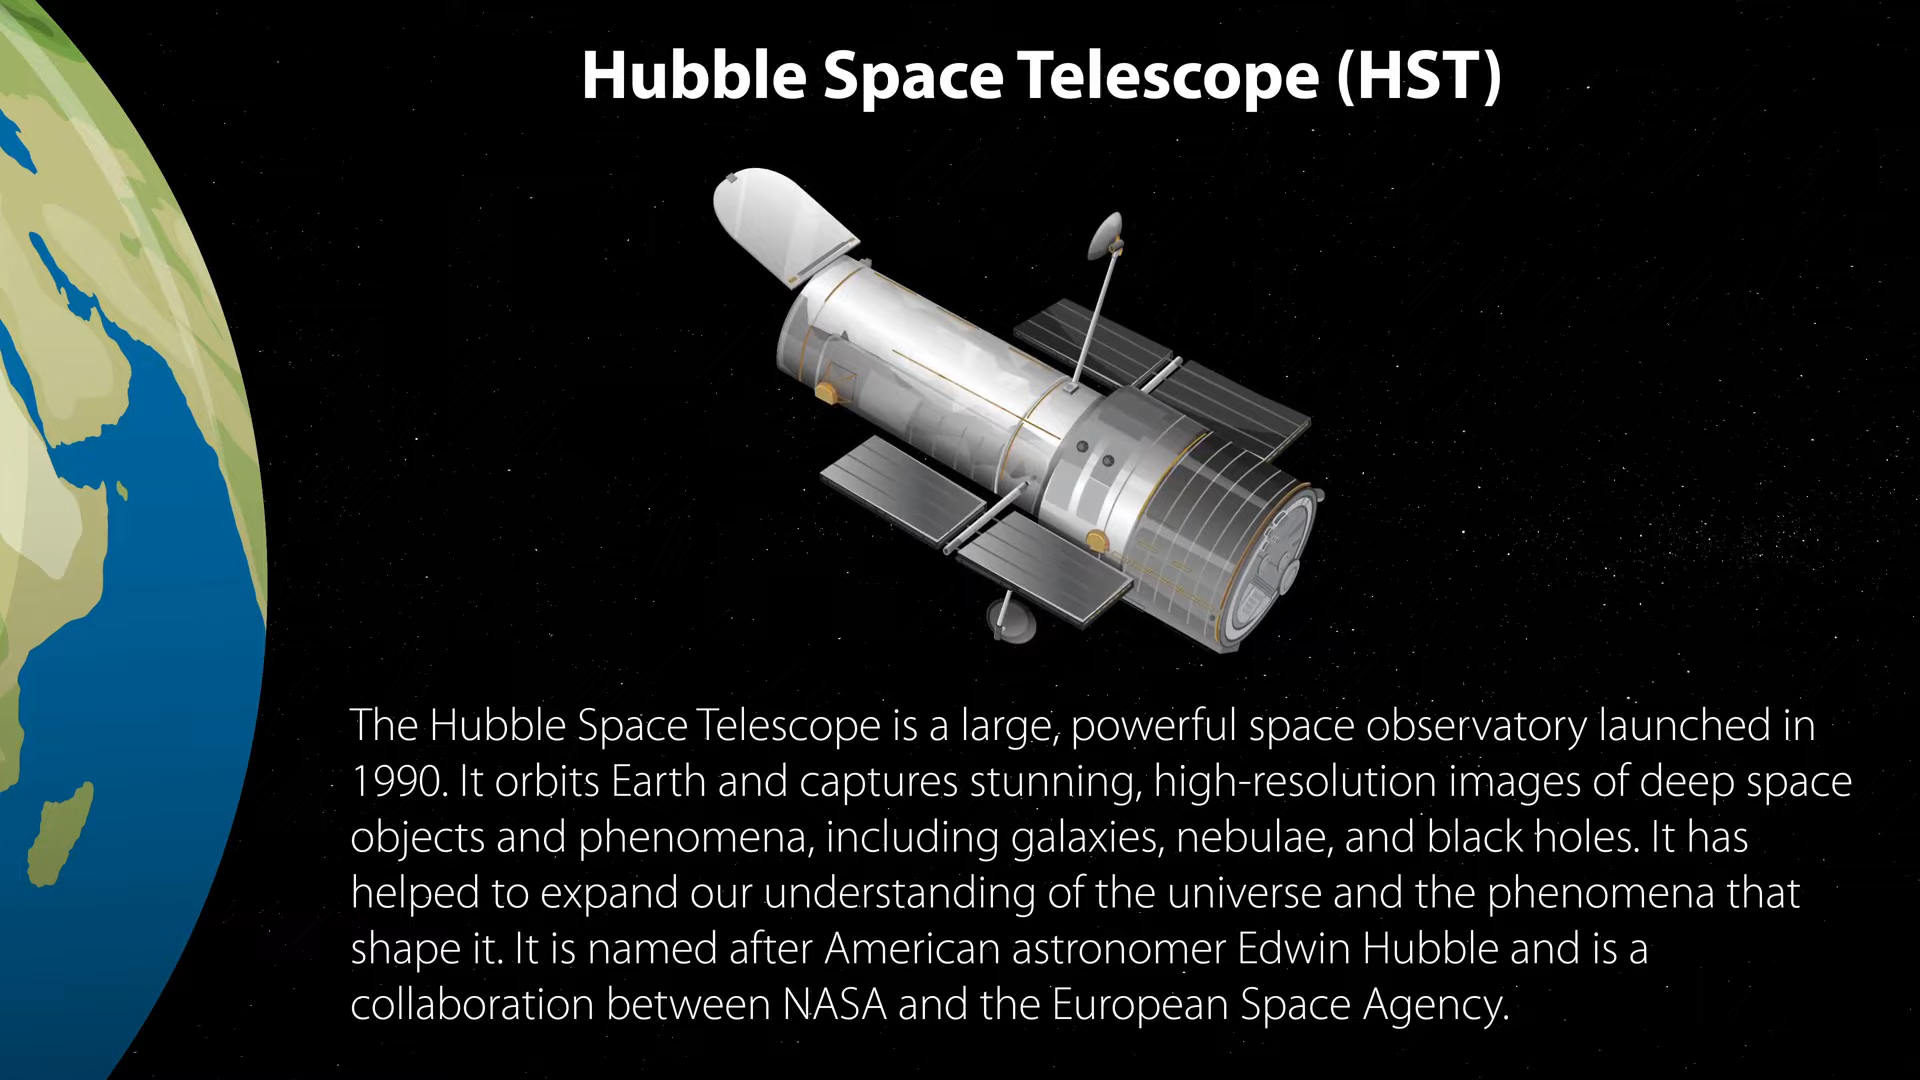 Hubble Space Telescope (HST)
The Hubble Space Telescope is a large, powerful space observatory launched in
1990. It orbits Earth and captures stunning, high-resolution images of deep space
objects and phenomena, including galaxies, nebulae, and black holes. It has
helped to expand our understanding of the universe and the phenomena that
shape it. It is named after American astronomer Edwin Hubble and is a
collaboration between NASA and the European Space Agency.